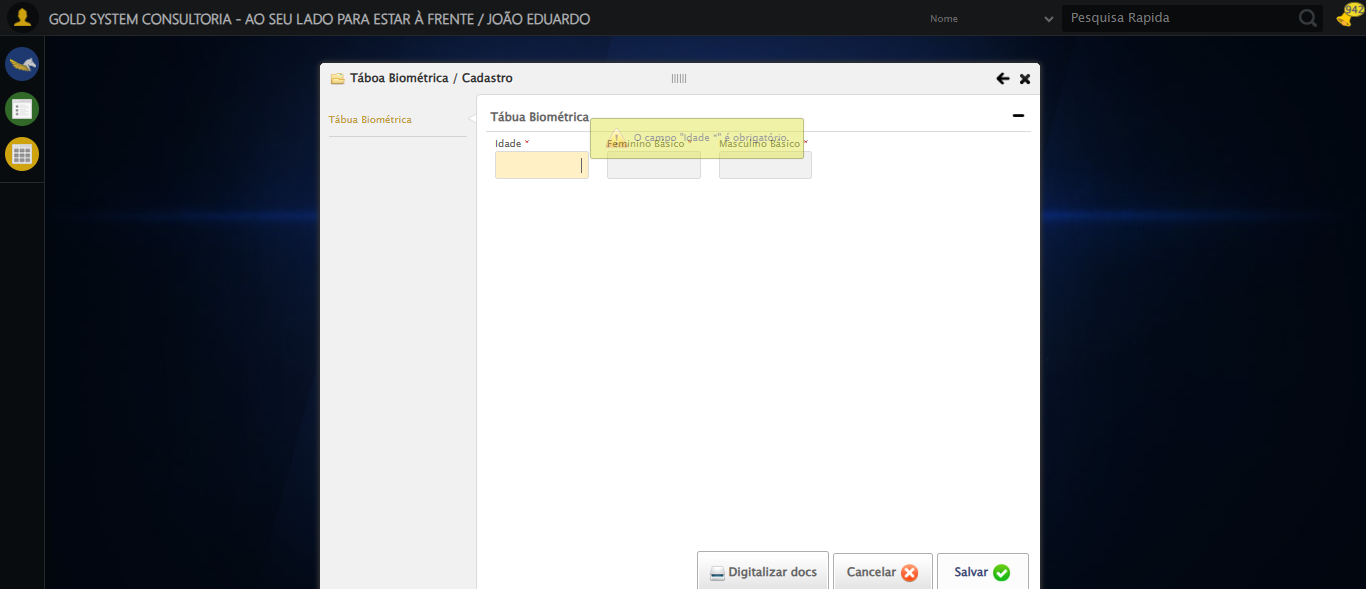 GOLD SYSTEM CONSULTORIA - AO SEU LADO PARA ESTAR À FRENTE / JOÃO EDUARDO
Nome
Pesquisa Rapida
942
Táboa Biométrica / Cadastro
Tábua Biométrica
Tábua Biométrica
O campo "Idade *" é obrigatório.
Idade *
Feminino Básico *
Masculino Básico *
Digitalizar docs
Cancelar
Salvar